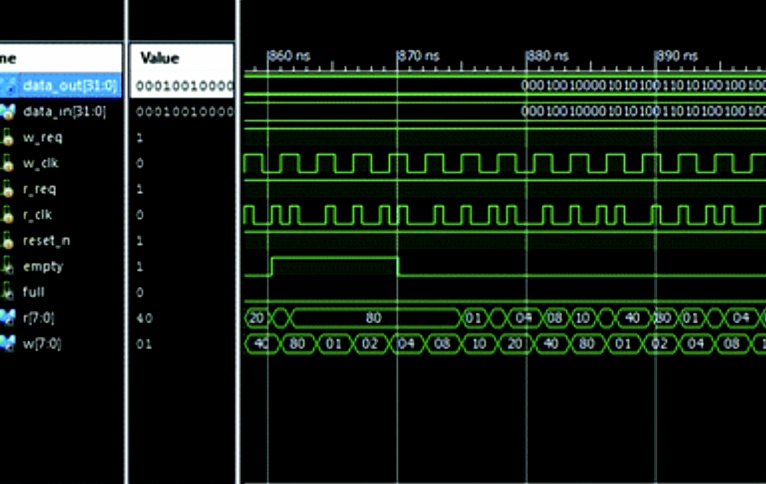 ne Value 860 ns 870 ns 880 ns 890 ns
data_out[31:0] 00010010000 000100100001010100110101001001
data_in[31:0] 00010010000
w_req 1
w_clk 0
r_req 1
r_clk 0
reset_n 1
empty 1
full 0
r[7:0] 40 20 80 01 04 08 10 40 80 01 04
w[7:0] 01 40 80 01 02 04 08 10 20 40 80 01 02 04 08